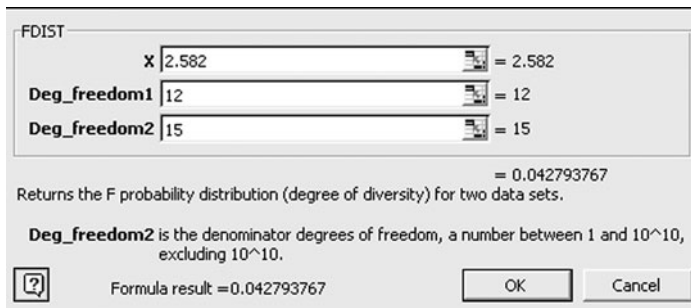 FDIST
X 2.582 = 2.582
Deg_freedom1 12 = 12
Deg_freedom2 15 = 15
= 0.042793767
Returns the F probability distribution (degree of diversity) for two data sets.
Deg_freedom2 is the denominator degrees of freedom, a number between 1 and 10^10,
excluding 10^10.
? Formula result =0.042793767 OK Cancel